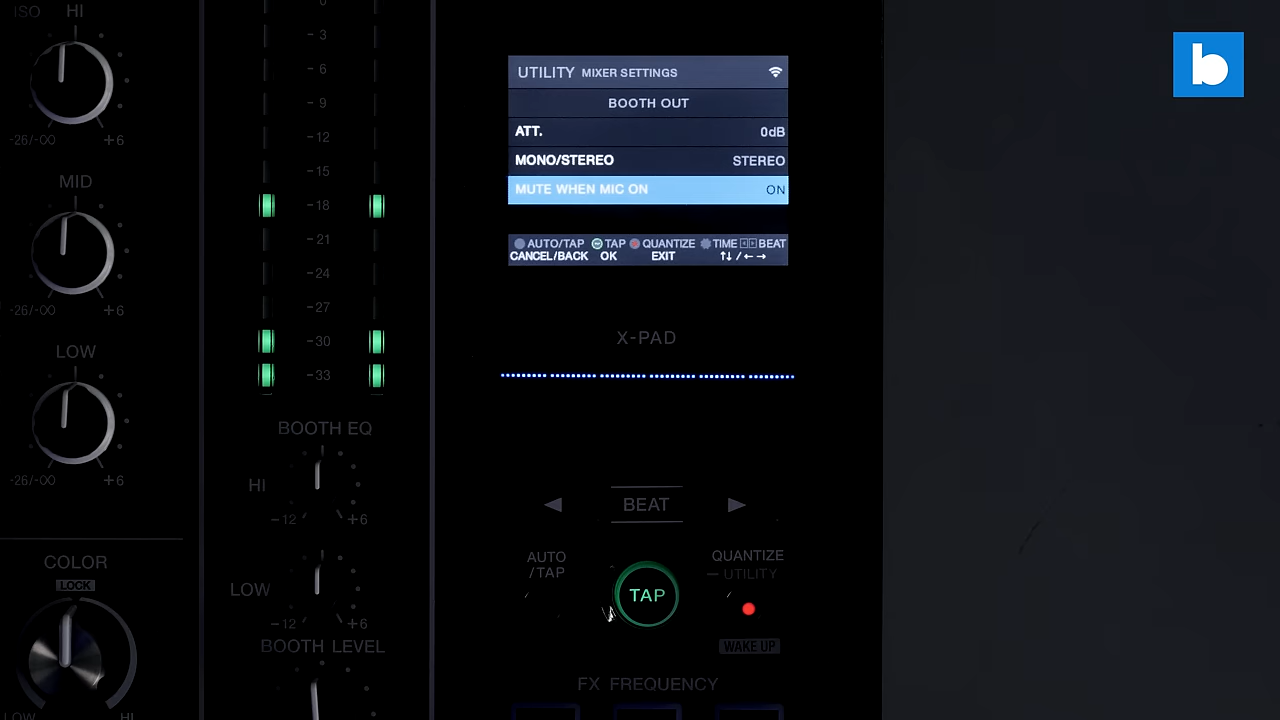 ISO HI
-26/-∞ +6
MID
-26/-∞ +6
LOW
-26/-∞ +6
COLOR
LOCK
LOW HI
0
-3
-6
-9
-12
-15
-18
-21
-24
-27
-30
-33
BOOTH EQ
HI
-12 +6
LOW
-12 +6
BOOTH LEVEL
UTILITY MIXER SETTINGS
BOOTH OUT
ATT. 0dB
MONO/STEREO STEREO
MUTE WHEN MIC ON ON
AUTO/TAP TAP QUANTIZE TIME BEAT
CANCEL/BACK OK EXIT ↑↓/←→
X-PAD
◀ BEAT ▶
AUTO
/TAP
TAP
QUANTIZE
— UTILITY
WAKE UP
FX FREQUENCY
b